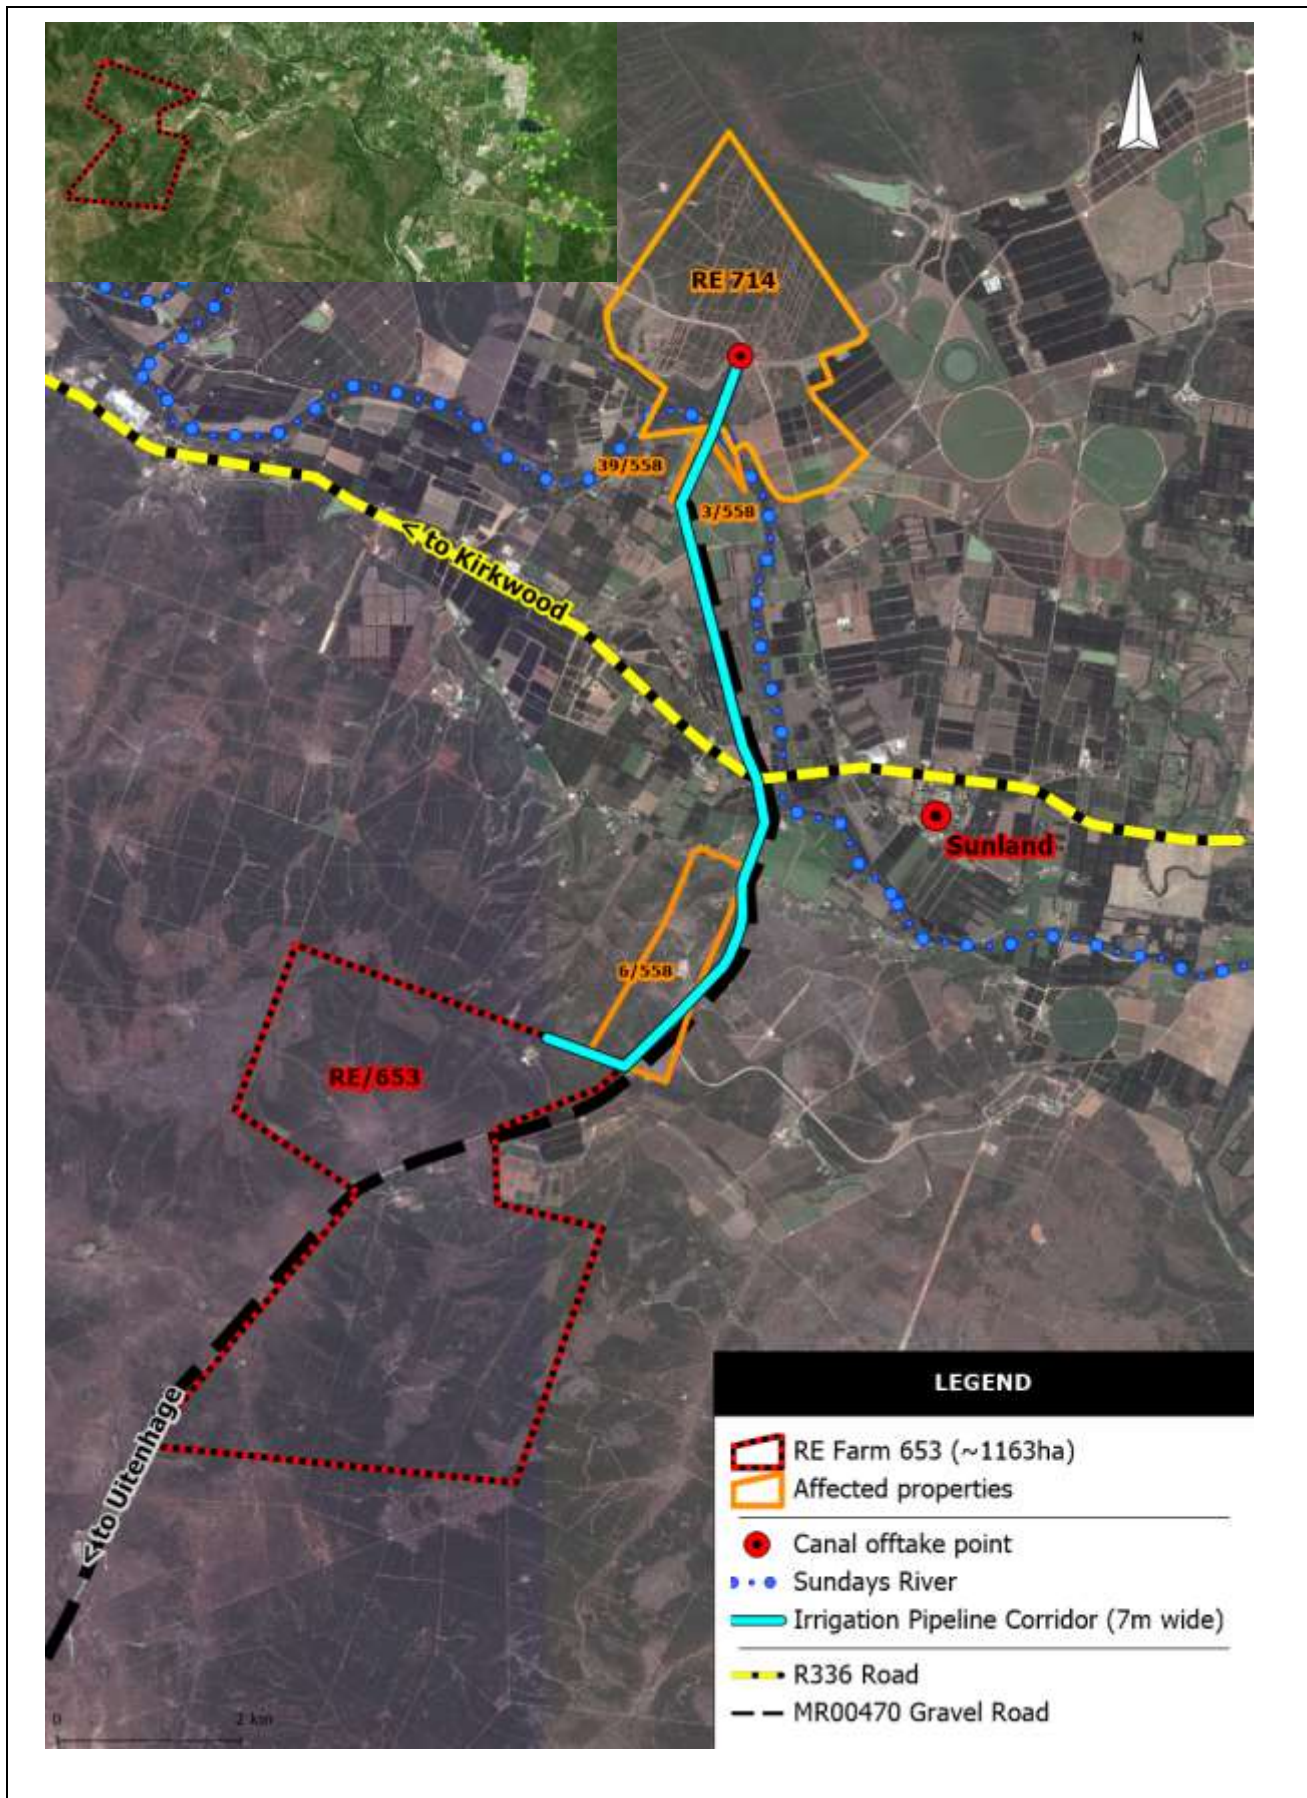 N
RE 714
39/558
3/558
< to Kirkwood
Sunland
6/558
RE/653
< to Uitenhage
0 2 km
LEGEND
RE Farm 653 (~1163ha)
Affected properties
Canal offtake point
Sundays River
Irrigation Pipeline Corridor (7m wide)
R336 Road
MR00470 Gravel Road